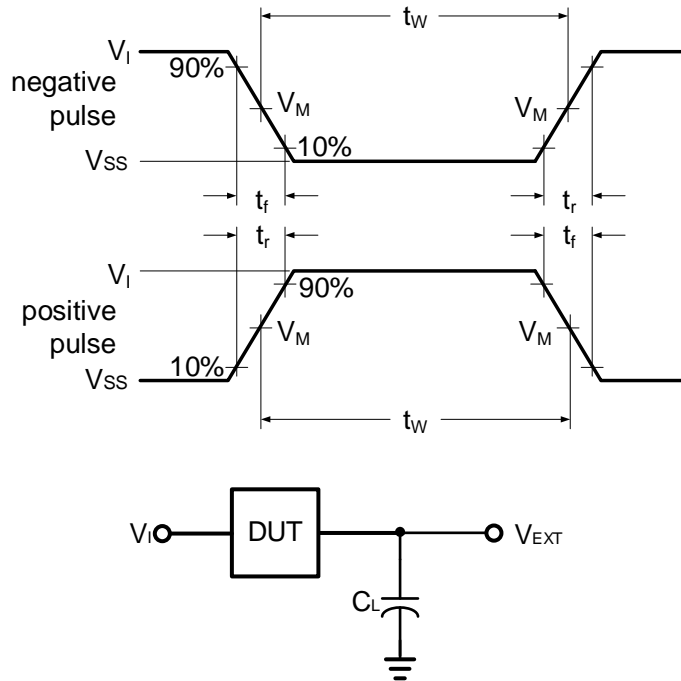 tW
VI
90%
negative
pulse
VM
VM
10%
VSS
tf
tr
tr
tf
VI
90%
positive
pulse
VM
VM
10%
VSS
tW
VI
DUT
VEXT
CL